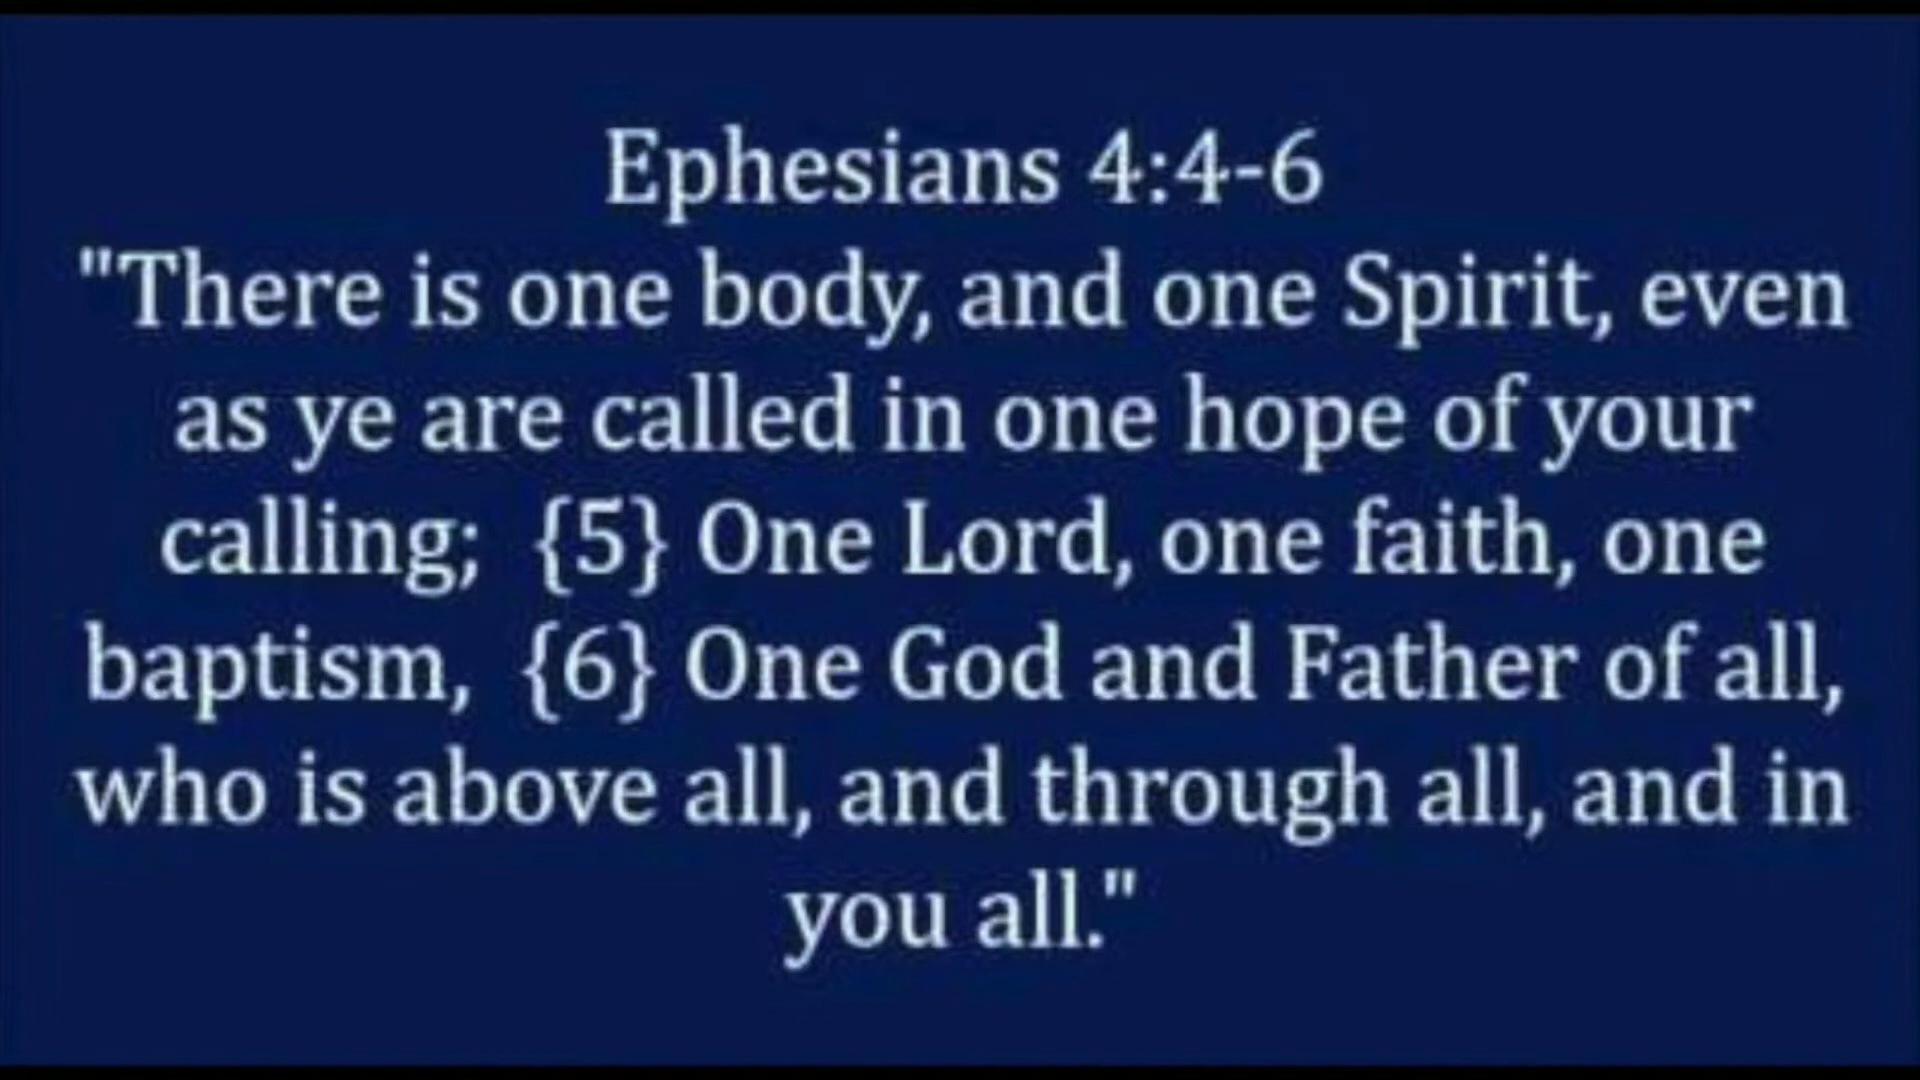 Ephesians 4:4-6
"There is one body, and one Spirit, even
as ye are called in one hope of your
calling;  {5} One Lord, one faith, one
baptism,  {6} One God and Father of all,
who is above all, and through all, and in
you all."